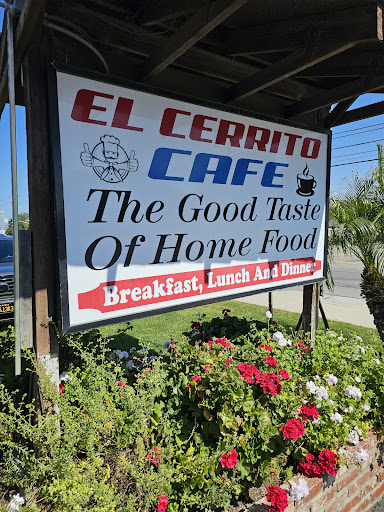 EL CERRITO
CAFE
The Good Taste
Of Home Food
Breakfast, Lunch And Dinner